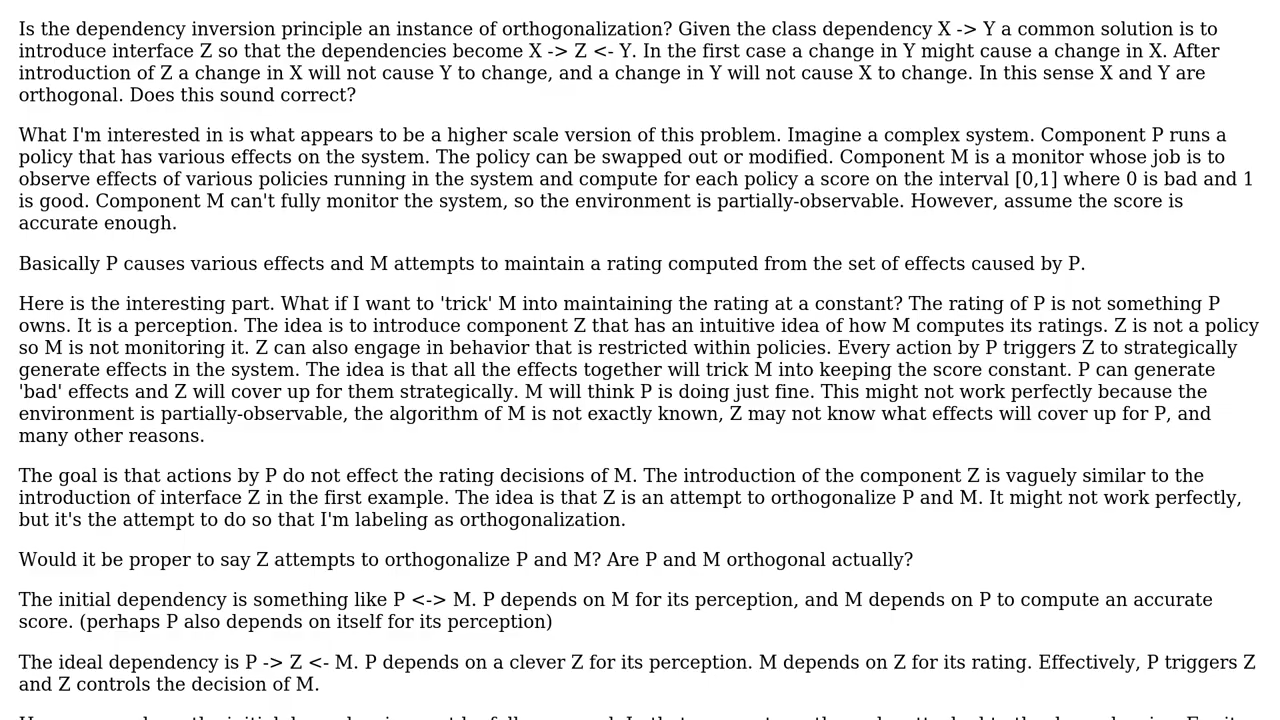 Is the dependency inversion principle an instance of orthogonalization? Given the class dependency X -> Y a common solution is to
introduce interface Z so that the dependencies become X -> Z <- Y. In the first case a change in Y might cause a change in X. After
introduction of Z a change in X will not cause Y to change, and a change in Y will not cause X to change. In this sense X and Y are
orthogonal. Does this sound correct?
What I'm interested in is what appears to be a higher scale version of this problem. Imagine a complex system. Component P runs a
policy that has various effects on the system. The policy can be swapped out or modified. Component M is a monitor whose job is to
observe effects of various policies running in the system and compute for each policy a score on the interval [0,1] where 0 is bad and 1
is good. Component M can't fully monitor the system, so the environment is partially-observable. However, assume the score is
accurate enough.
Basically P causes various effects and M attempts to maintain a rating computed from the set of effects caused by P.
Here is the interesting part. What if I want to 'trick' M into maintaining the rating at a constant? The rating of P is not something P
owns. It is a perception. The idea is to introduce component Z that has an intuitive idea of how M computes its ratings. Z is not a policy
so M is not monitoring it. Z can also engage in behavior that is restricted within policies. Every action by P triggers Z to strategically
generate effects in the system. The idea is that all the effects together will trick M into keeping the score constant. P can generate
'bad' effects and Z will cover up for them strategically. M will think P is doing just fine. This might not work perfectly because the
environment is partially-observable, the algorithm of M is not exactly known, Z may not know what effects will cover up for P, and
many other reasons.
The goal is that actions by P do not effect the rating decisions of M. The introduction of the component Z is vaguely similar to the
introduction of interface Z in the first example. The idea is that Z is an attempt to orthogonalize P and M. It might not work perfectly,
but it's the attempt to do so that I'm labeling as orthogonalization.
Would it be proper to say Z attempts to orthogonalize P and M? Are P and M orthogonal actually?
The initial dependency is something like P <-> M. P depends on M for its perception, and M depends on P to compute an accurate
score. (perhaps P also depends on itself for its perception)
The ideal dependency is P -> Z <- M. P depends on a clever Z for its perception. M depends on Z for its rating. Effectively, P triggers Z
and Z controls the decision of M.